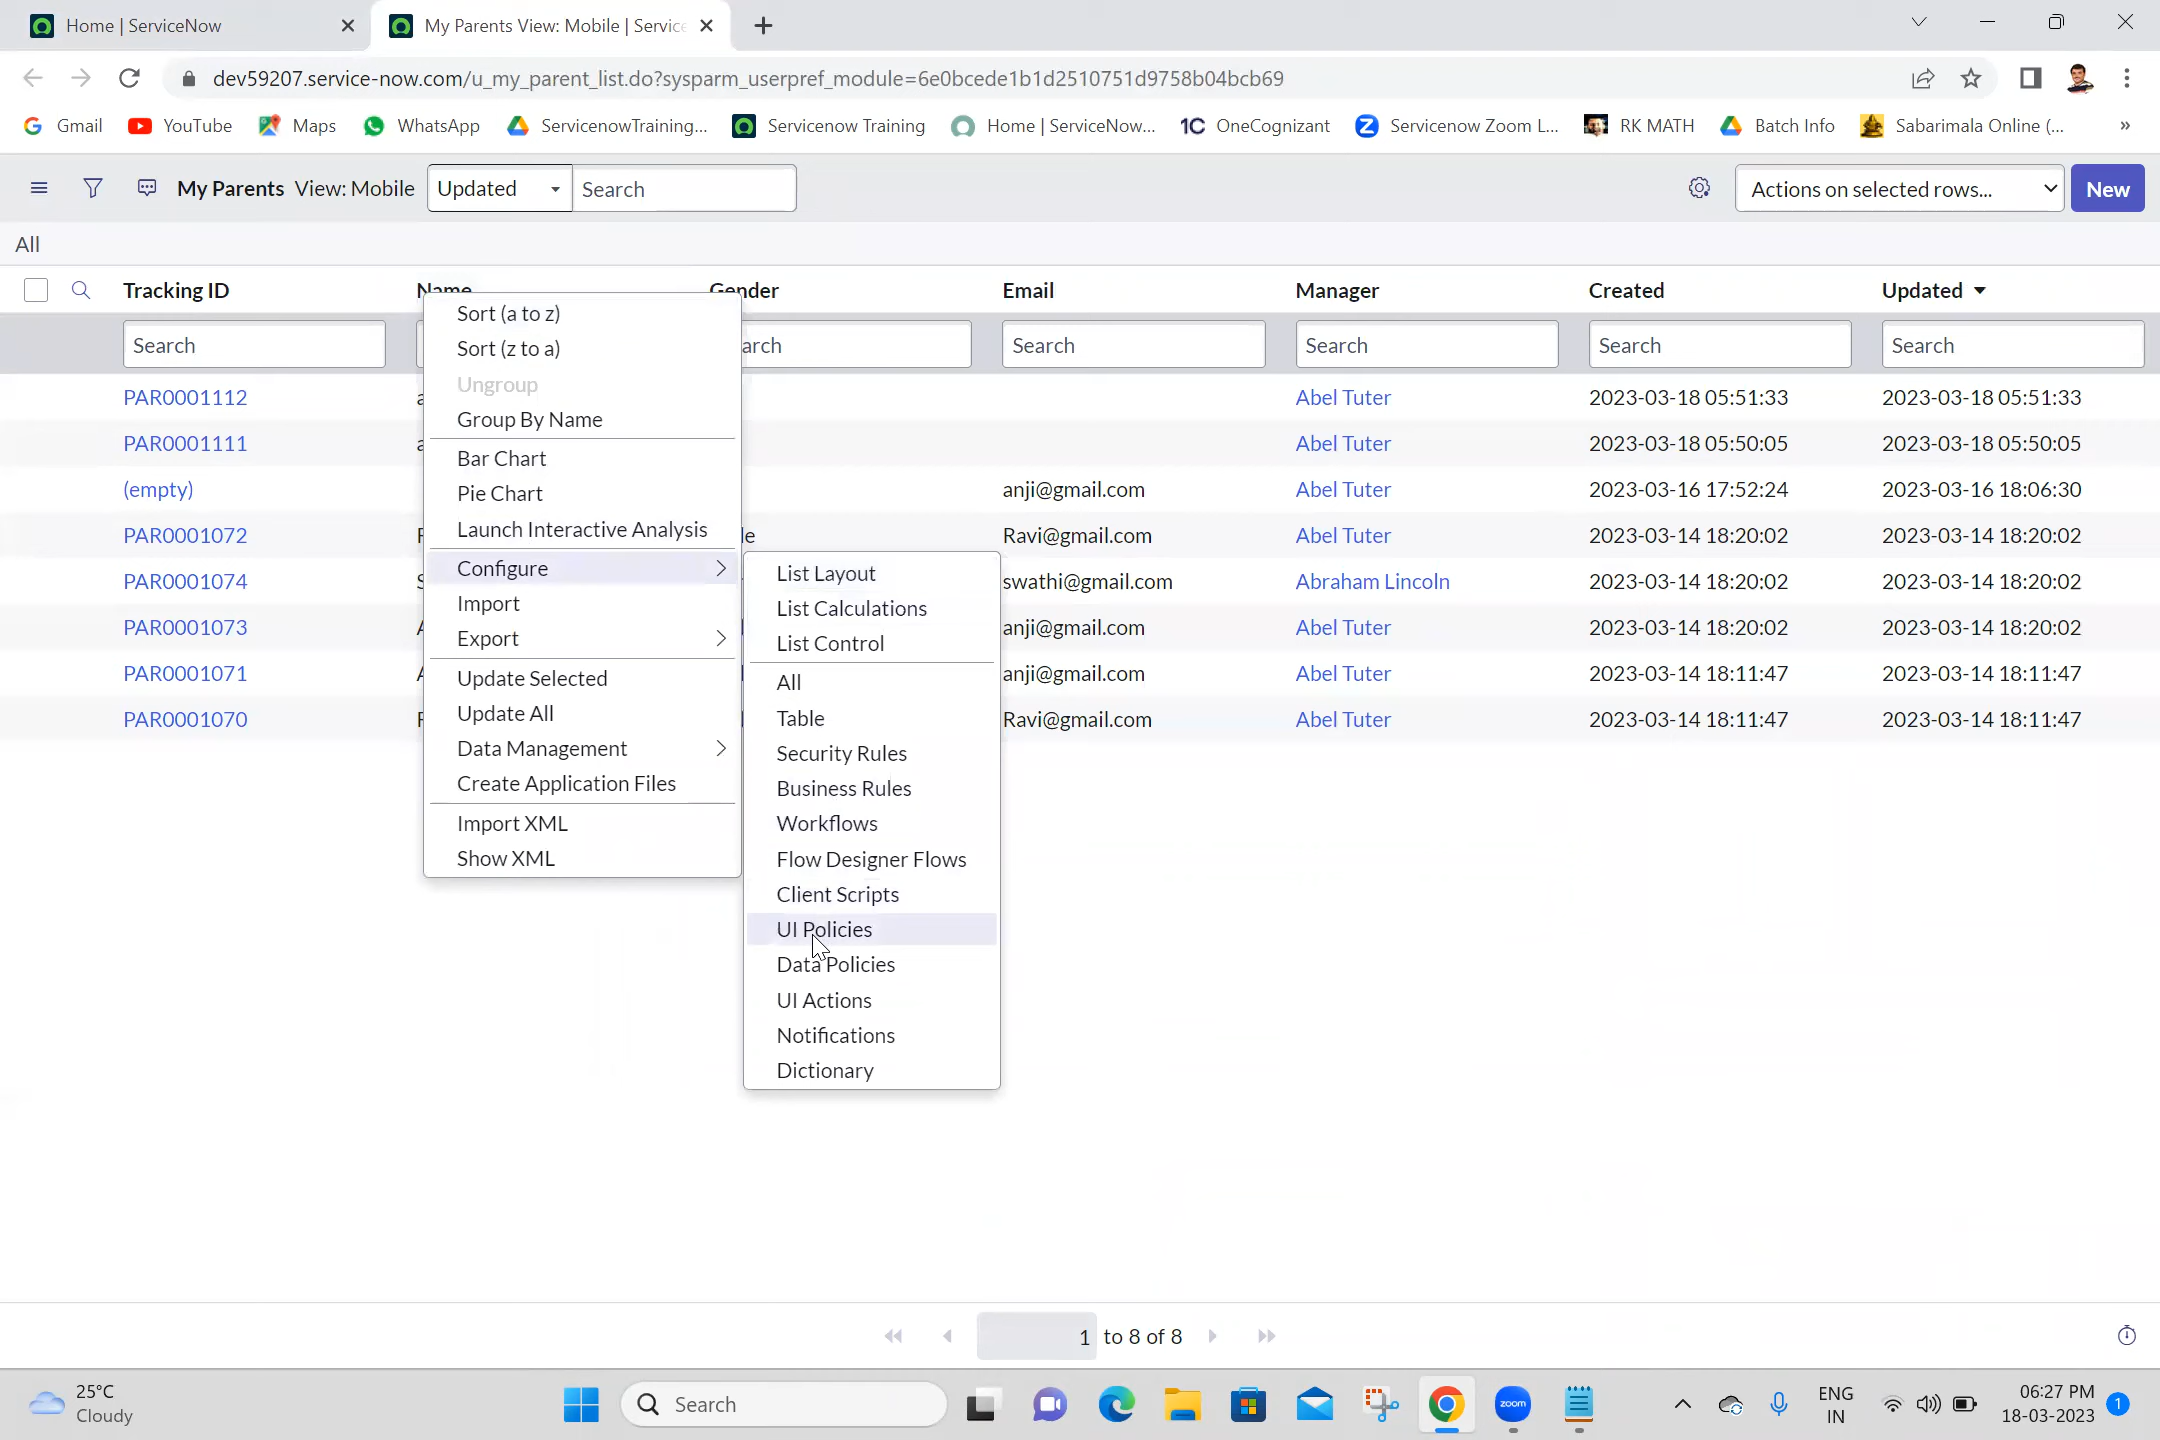 Home | ServiceNow
My Parents View: Mobile | Service
dev59207.service-now.com/u_my_parent_list.do?sysparm_userpref_module=6e0bcede1b1d2510751d9758b04bcb69
Gmail YouTube Maps WhatsApp ServicenowTraining... Servicenow Training Home | ServiceNow... 1C OneCognizant Servicenow Zoom L... RK MATH Batch Info Sabarimala Online (... »
My Parents View: Mobile Updated Search Actions on selected rows... New
All
Tracking ID Name Gender Email Manager Created Updated
Search arch Search Search Search Search
PAR0001112 a Abel Tuter 2023-03-18 05:51:33 2023-03-18 05:51:33
PAR0001111 a Abel Tuter 2023-03-18 05:50:05 2023-03-18 05:50:05
(empty) anji@gmail.com Abel Tuter 2023-03-16 17:52:24 2023-03-16 18:06:30
PAR0001072 le Ravi@gmail.com Abel Tuter 2023-03-14 18:20:02 2023-03-14 18:20:02
PAR0001074 swathi@gmail.com Abraham Lincoln 2023-03-14 18:20:02 2023-03-14 18:20:02
PAR0001073 anji@gmail.com Abel Tuter 2023-03-14 18:20:02 2023-03-14 18:20:02
PAR0001071 anji@gmail.com Abel Tuter 2023-03-14 18:11:47 2023-03-14 18:11:47
PAR0001070 Ravi@gmail.com Abel Tuter 2023-03-14 18:11:47 2023-03-14 18:11:47
Sort (a to z)
Sort (z to a)
Ungroup
Group By Name
Bar Chart
Pie Chart
Launch Interactive Analysis
Configure
Import
Export
Update Selected
Update All
Data Management
Create Application Files
Import XML
Show XML
List Layout
List Calculations
List Control
All
Table
Security Rules
Business Rules
Workflows
Flow Designer Flows
Client Scripts
UI Policies
Data Policies
UI Actions
Notifications
Dictionary
1 to 8 of 8
25°C
Cloudy
Search
zoom
ENG
IN
06:27 PM
18-03-2023
1